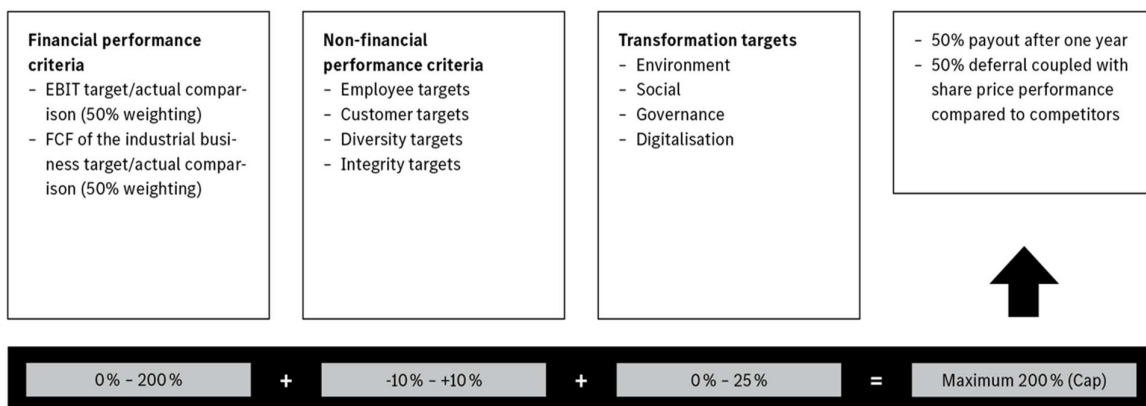 Financial performance
criteria
– EBIT target/actual compar-
ison (50% weighting)
– FCF of the industrial busi-
ness target/actual compar-
ison (50% weighting)
Non-financial
performance criteria
– Employee targets
– Customer targets
– Diversity targets
– Integrity targets
Transformation targets
– Environment
– Social
– Governance
– Digitalisation
– 50% payout after one year
– 50% deferral coupled with
share price performance
compared to competitors
0% – 200% + -10% – +10% + 0% – 25% = Maximum 200% (Cap)